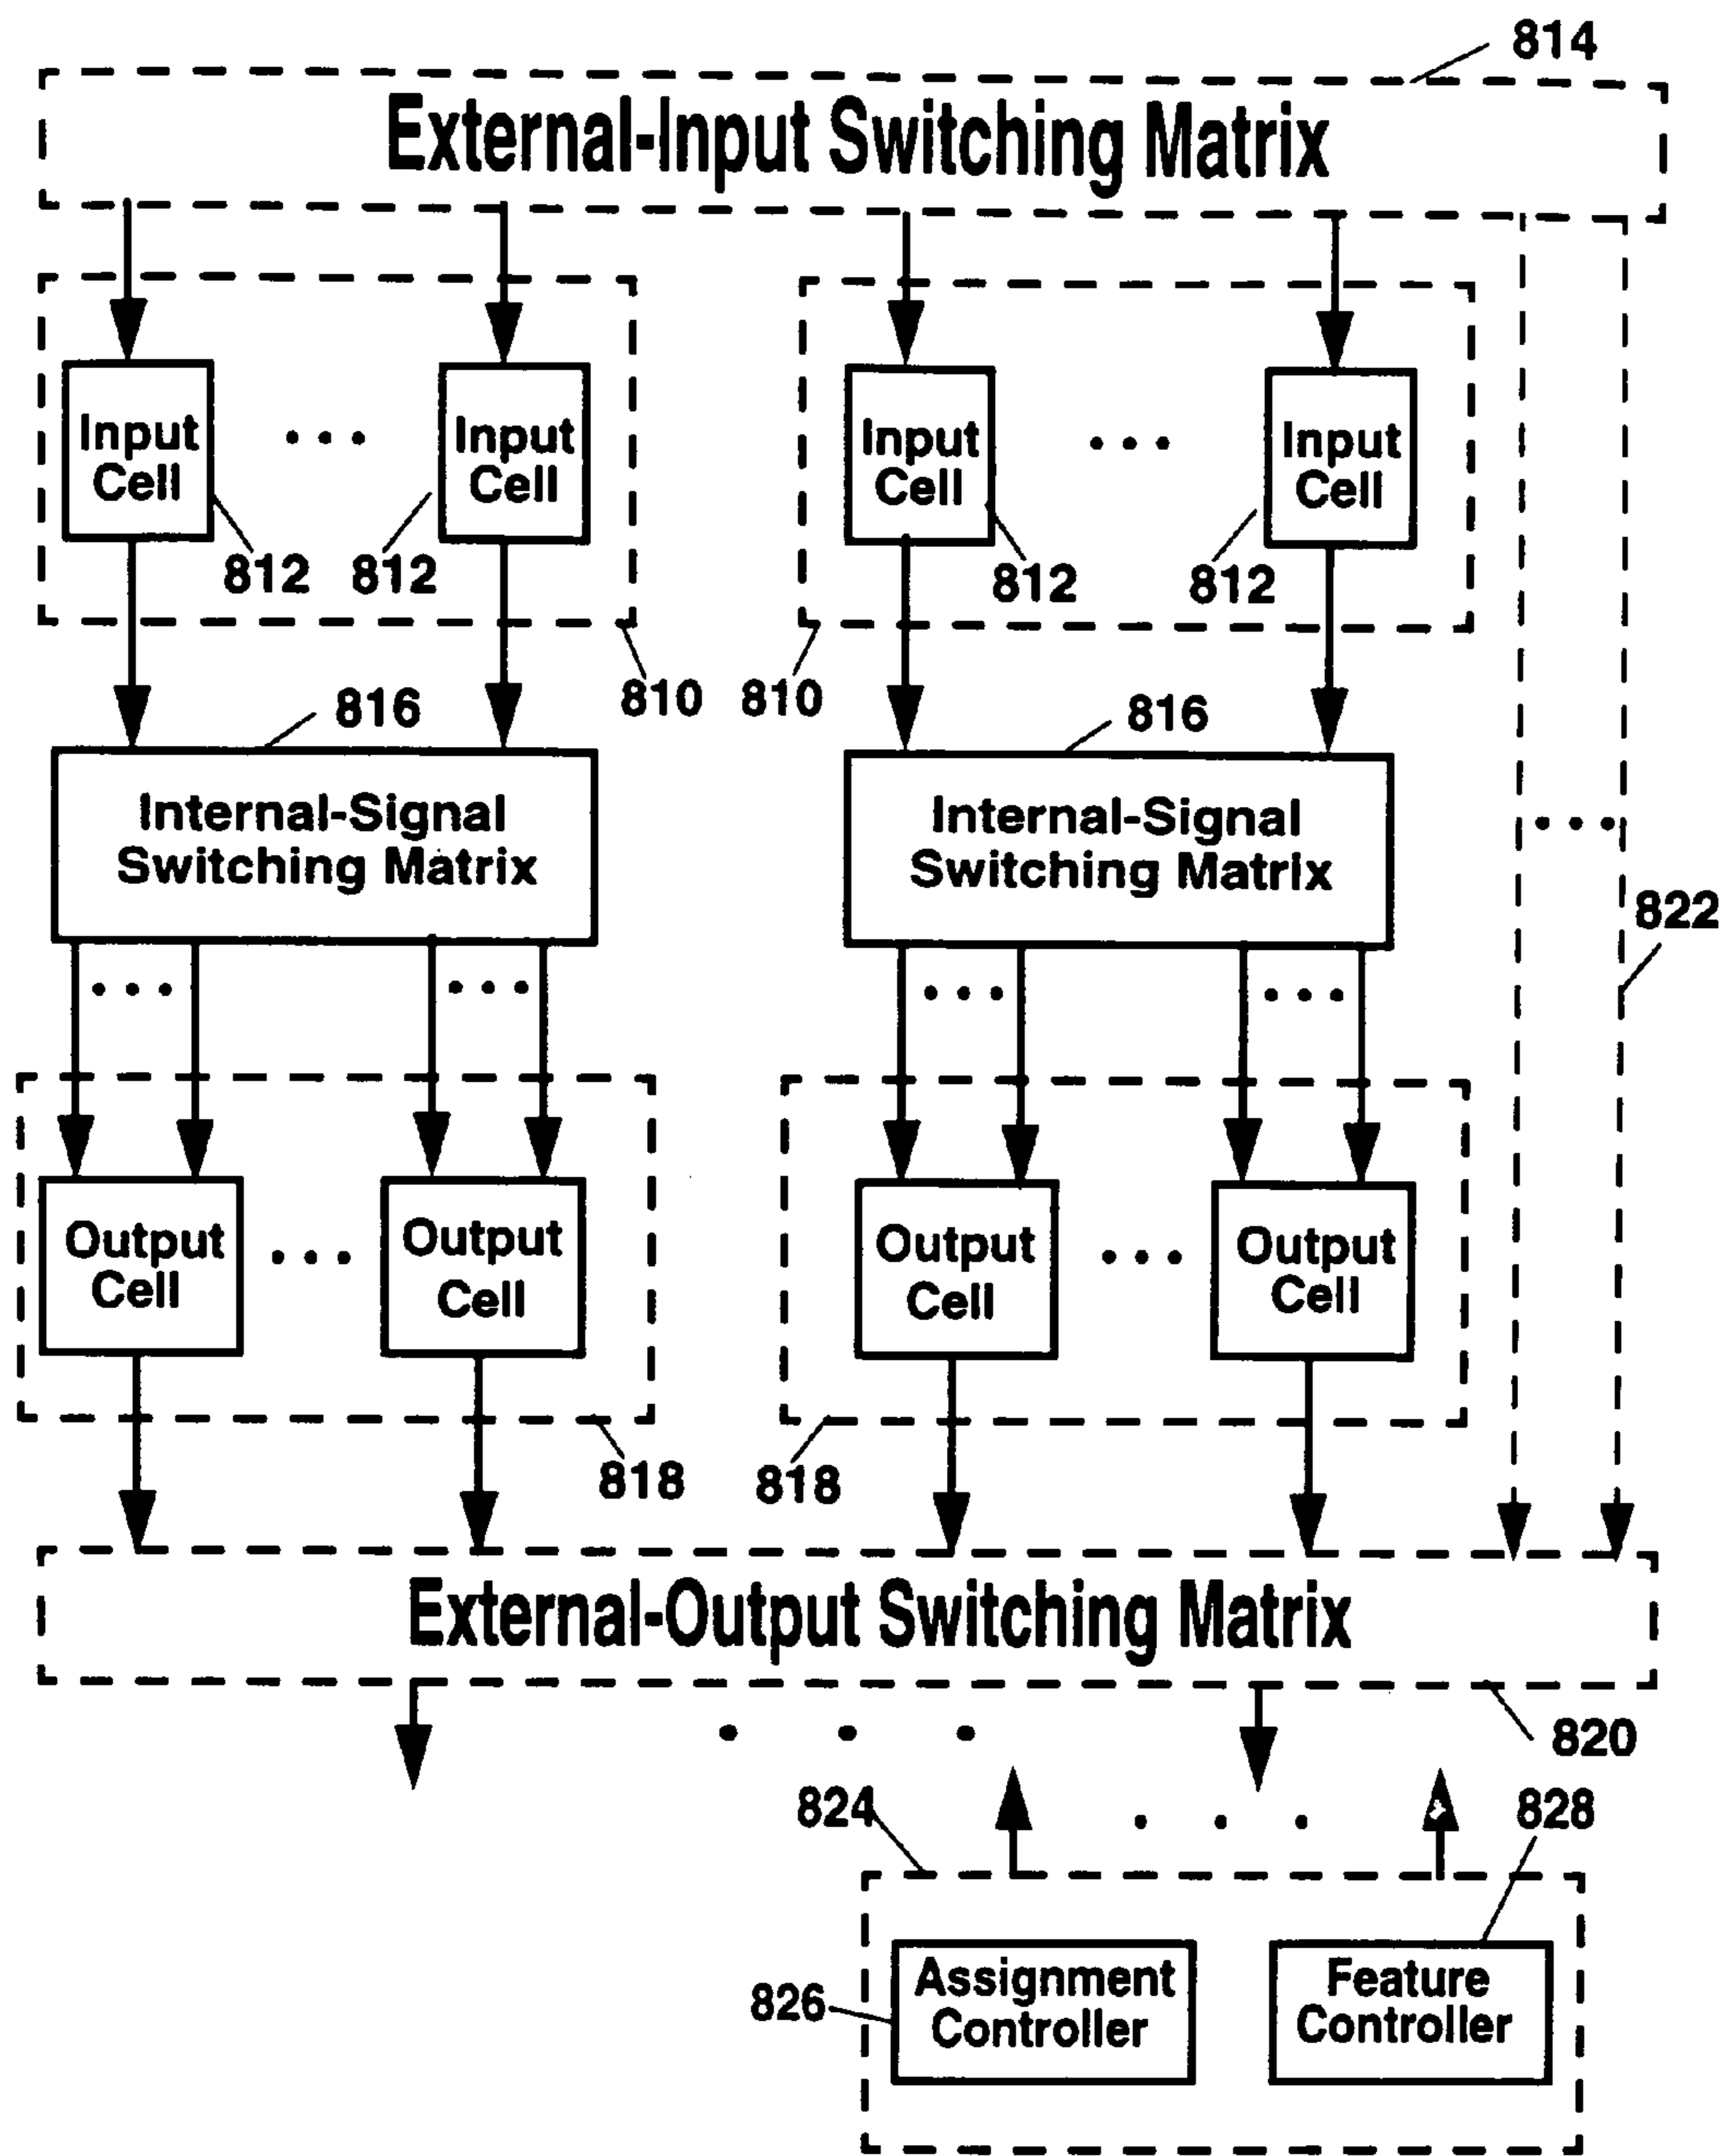 814
External-Input Switching Matrix
Input Cell
...
Input Cell
Input Cell
...
Input Cell
812
812
812
812
810
810
816
816
Internal-Signal
Switching Matrix
Internal-Signal
Switching Matrix
...
822
...
...
...
...
Output
Cell
...
Output
Cell
Output
Cell
...
Output
Cell
818
818
External-Output Switching Matrix
. . .
820
824
. . .
828
Assignment
Controller
Feature
Controller
826